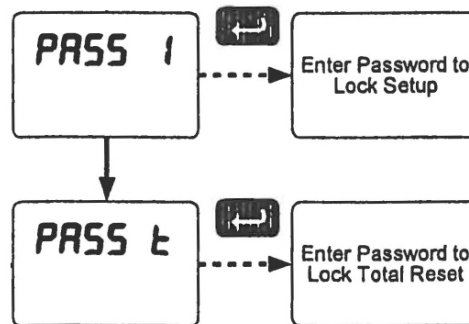 PASS 1
Enter Password to
Lock Setup
PASS t
Enter Password to
Lock Total Reset